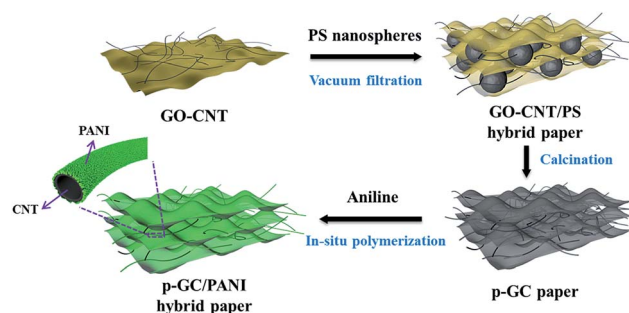 PS nanospheres
Vacuum filtration
GO-CNT
GO-CNT/PS
hybrid paper
Calcination
PANI
CNT
Aniline
In-situ polymerization
p-GC/PANI
hybrid paper
p-GC paper